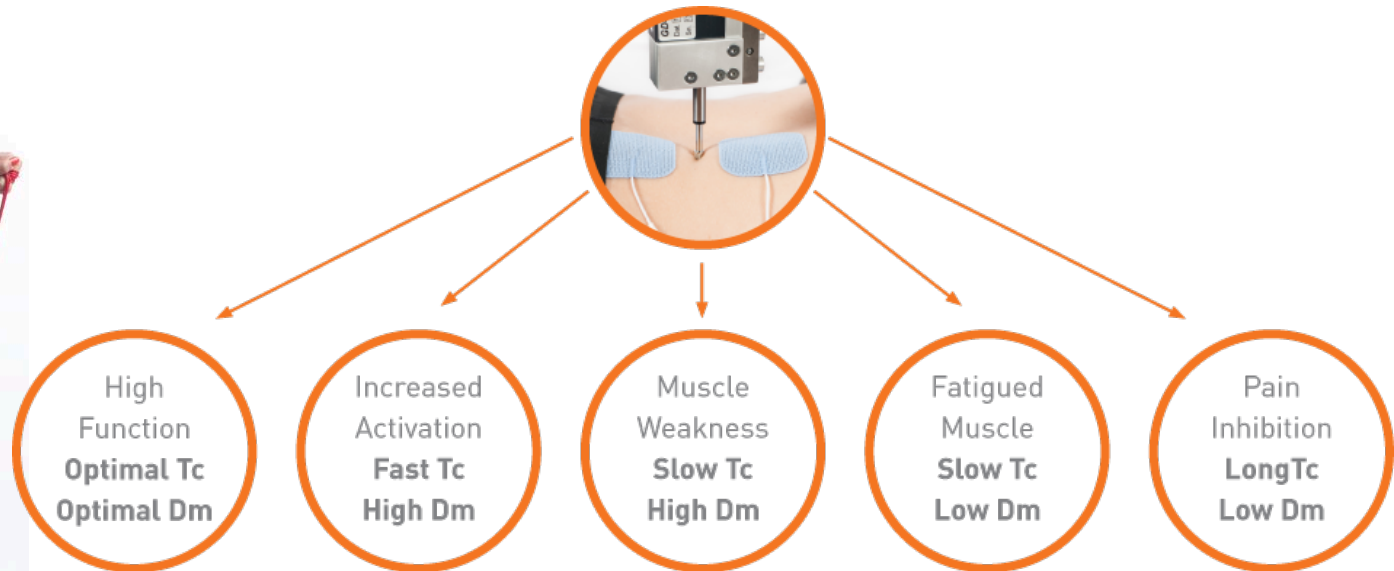 High
Function
Optimal Tc
Optimal Dm
Increased
Activation
Fast Tc
High Dm
Muscle
Weakness
Slow Tc
High Dm
Fatigued
Muscle
Slow Tc
Low Dm
Pain
Inhibition
LongTc
Low Dm